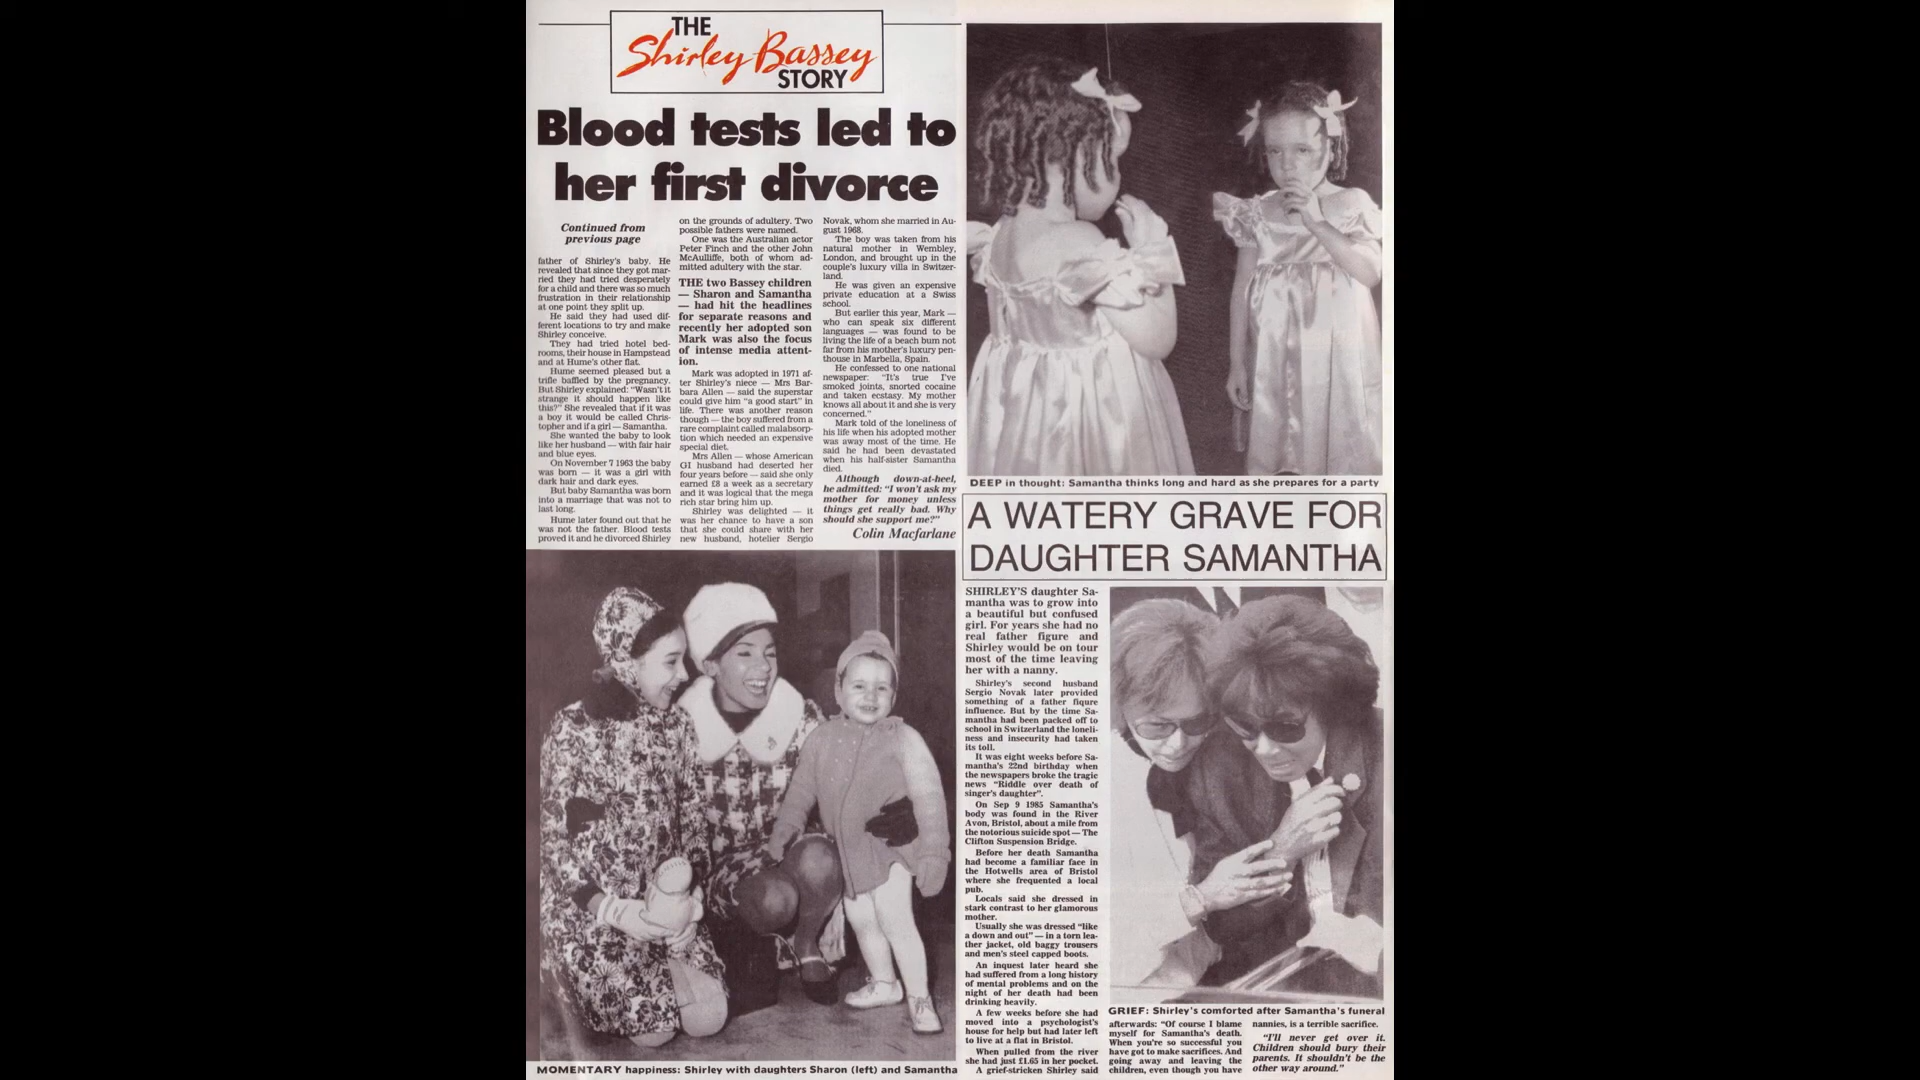 THE
Shirley Bassey
STORY
Blood tests led to
her first divorce
Continued from
previous page
father of Shirley's baby. He
revealed that since they got mar-
ried they had tried desperately
for a child and there was so much
frustration in their relationship
at one point they split up.
He said they had used dif-
ferent locations to try and make
Shirley conceive.
They had tried hotel bed-
rooms, their house in Hampstead
and at Hume's other flat.
Hume seemed pleased but a
trifle baffled by the pregnancy.
But Shirley explained: "Wasn't it
strange it should happen like
this?" She revealed that if it was
a boy it would be called Chris-
topher and if a girl — Samantha.
She wanted the baby to look
like her husband — with fair hair
and blue eyes.
On November 7 1963 the baby
was born — it was a girl with
dark hair and dark eyes.
But baby Samantha was born
into a marriage that was not to
last long.
Hume later found out that he
was not the father. Blood tests
proved it and he divorced Shirley
on the grounds of adultery. Two
possible fathers were named.
One was the Australian actor
Peter Finch and the other John
McAulliffe, both of whom ad-
mitted adultery with the star.
THE two Bassey children
— Sharon and Samantha
— had hit the headlines
for separate reasons and
recently her adopted son
Mark was also the focus
of intense media attent-
ion.
Mark was adopted in 1971 af-
ter Shirley's niece — Mrs Bar-
bara Allen — said the superstar
could give him "a good start" in
life. There was another reason
though — the boy suffered from a
rare complaint called malabsorp-
tion which needed an expensive
special diet.
Mrs Allen — whose American
GI husband had deserted her
four years before — said she only
earned £8 a week as a secretary
and it was logical that the mega
rich star bring him up.
Shirley was delighted — it
was her chance to have a son
that she could share with her
new husband, hotelier Sergio
Novak, whom she married in Au-
gust 1968.
The boy was taken from his
natural mother in Wembley,
London, and brought up in the
couple's luxury villa in Switzer-
land.
He was given an expensive
private education at a Swiss
school.
But earlier this year, Mark —
who can speak six different
languages — was found to be
living the life of a beach bum not
far from his mother's luxury pen-
thouse in Marbella, Spain.
He confessed to one national
newspaper: "It's true I've
smoked joints, snorted cocaine
and taken ecstasy. My mother
knows all about it and she is very
concerned."
Mark told of the loneliness of
his life when his adopted mother
was away most of the time. He
said he had been devastated
when his half-sister Samantha
died.
Although down-at-heel,
he admitted: "I won't ask my
mother for money unless
things get really bad. Why
should she support me?"
Colin Macfarlane
DEEP in thought: Samantha thinks long and hard as she prepares for a party
A WATERY GRAVE FOR
DAUGHTER SAMANTHA
SHIRLEY'S daughter Sa-
mantha was to grow into
a beautiful but confused
girl. For years she had no
real father figure and
Shirley would be on tour
most of the time leaving
her with a nanny.
Shirley's second husband
Sergio Novak later provided
something of a father fiqure
influence. But by the time Sa-
mantha had been packed off to
school in Switzerland the loneli-
ness and insecurity had taken
its toll.
It was eight weeks before Sa-
mantha's 22nd birthday when
the newspapers broke the tragic
news "Riddle over death of
singer's daughter".
On Sep 9 1985 Samantha's
body was found in the River
Avon, Bristol, about a mile from
the notorious suicide spot — The
Clifton Suspension Bridge.
Before her death Samantha
had become a familiar face in
the Hotwells area of Bristol
where she frequented a local
pub.
Locals said she dressed in
stark contrast to her glamorous
mother.
Usually she was dressed "like
a down and out" — in a torn lea-
ther jacket, old baggy trousers
and men's steel capped boots.
An inquest later heard she
had suffered from a long history
of mental problems and on the
night of her death had been
drinking heavily.
A few weeks before she had
moved into a psychologist's
house for help but had later left
to live at a flat in Bristol.
When pulled from the river
she had just £1.65 in her pocket.
A grief-stricken Shirley said
GRIEF: Shirley's comforted after Samantha's funeral
afterwards: "Of course I blame
myself for Samantha's death.
When you're so successful you
have got to make sacrifices. And
going away and leaving the
children, even though you have
nannies, is a terrible sacrifice.
"I'll never get over it.
Children should bury their
parents. It shouldn't be the
other way around."
MOMENTARY happiness: Shirley with daughters Sharon (left) and Samantha